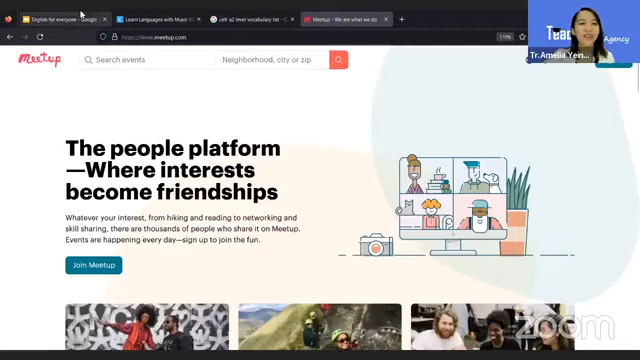 English for everyone - Google
Learn Languages with Music Vi
cefr a2 level vocabulary list - G
Meetup - We are what we do
https://www.meetup.com
110%
Teac
Agency
Tr.Amelia Yein...
Meetup
Search events
Neighborhood, city or zip
The people platform
—Where interests
become friendships
Whatever your interest, from hiking and reading to networking and
skill sharing, there are thousands of people who share it on Meetup.
Events are happening every day—sign up to join the fun.
Join Meetup
zoom